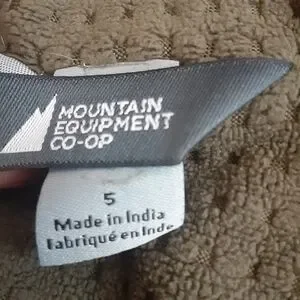 MOUNTAIN
EQUIPMENT
CO-OP
5
Made in India
Fabriqué en Inde